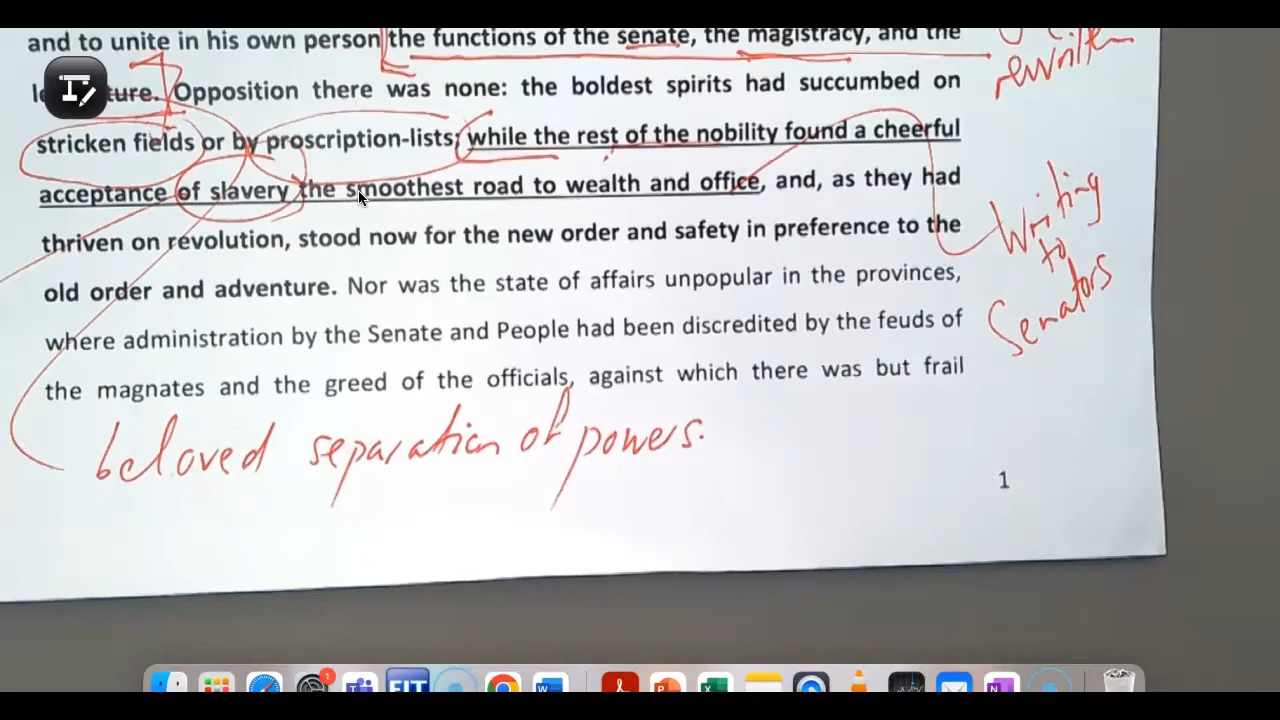 and to unite in his own person the functions of the senate, the magistracy, and the
rewritten
Opposition there was none: the boldest spirits had succumbed on
stricken fields or by proscription-lists; while the rest of the nobility found a cheerful
acceptance of slavery the smoothest road to wealth and office, and, as they had
Writing
to
Senators
thriven on revolution, stood now for the new order and safety in preference to the
old order and adventure. Nor was the state of affairs unpopular in the provinces,
where administration by the Senate and People had been discredited by the feuds of
the magnates and the greed of the officials, against which there was but frail
beloved separation of powers.
1
1
FIT